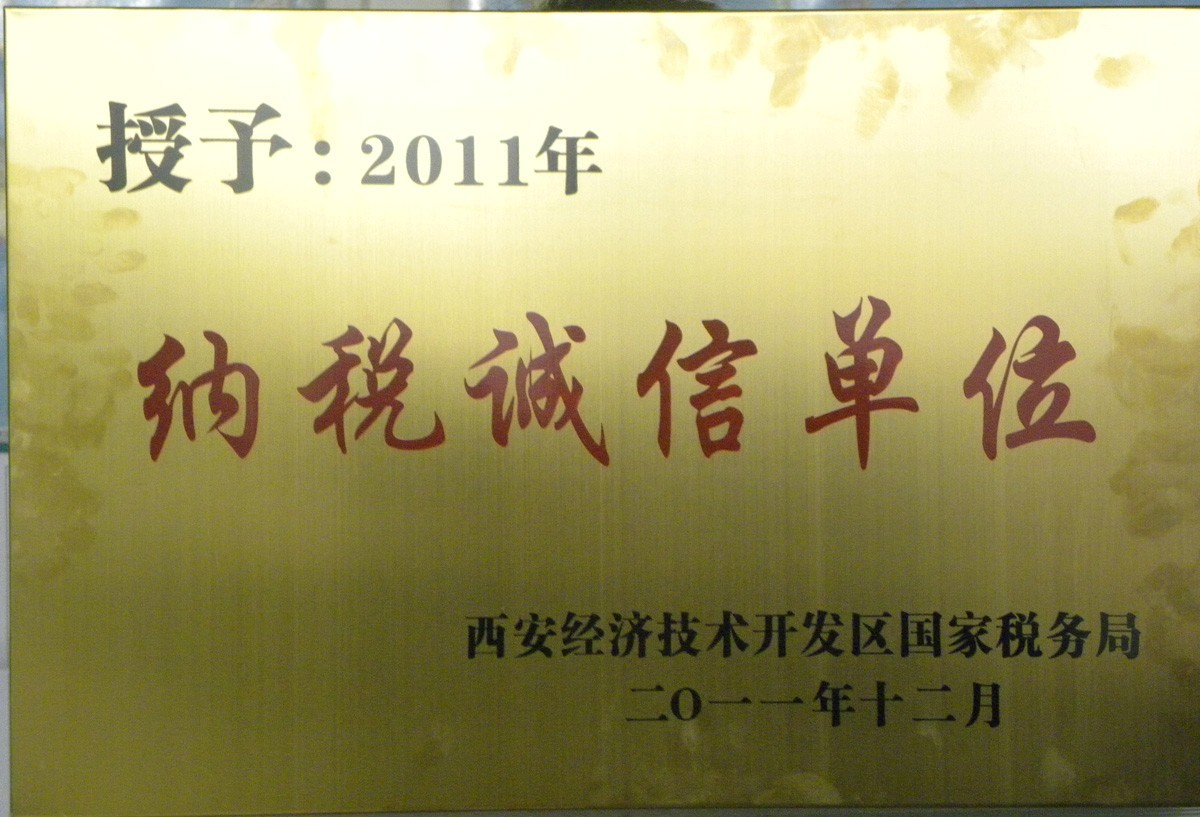 授予：2011年
纳税诚信单位
西安经济技术开发区国家税务局
二〇一一年十二月